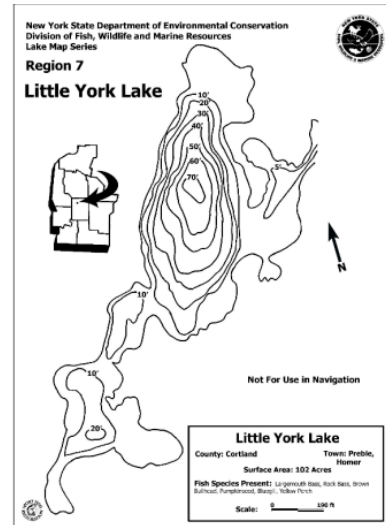 New York State Department of Environmental Conservation
Division of Fish, Wildlife and Marine Resources
Lake Map Series
Region 7
Little York Lake
10'
20'
30'
40'
50'
60'
70'
5'
N
10'
10'
20'
Not For Use in Navigation
Little York Lake
County: Cortland Town: Preble,
Homer
Surface Area: 102 Acres
Fish Species Present: Largemouth Bass, Rock Bass, Brown
Bullhead, Pumpkinseed, Bluegill, Yellow Perch
Scale: 0 190 ft